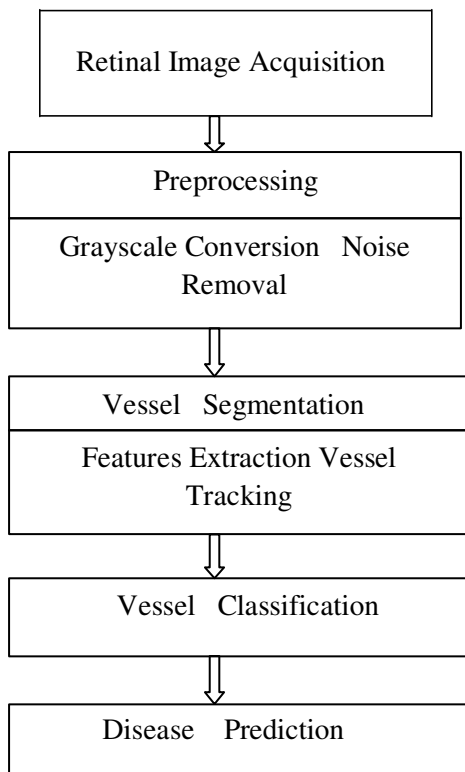 Retinal Image Acquisition
Preprocessing
Grayscale Conversion Noise
Removal
Vessel Segmentation
Features Extraction Vessel
Tracking
Vessel Classification
Disease Prediction